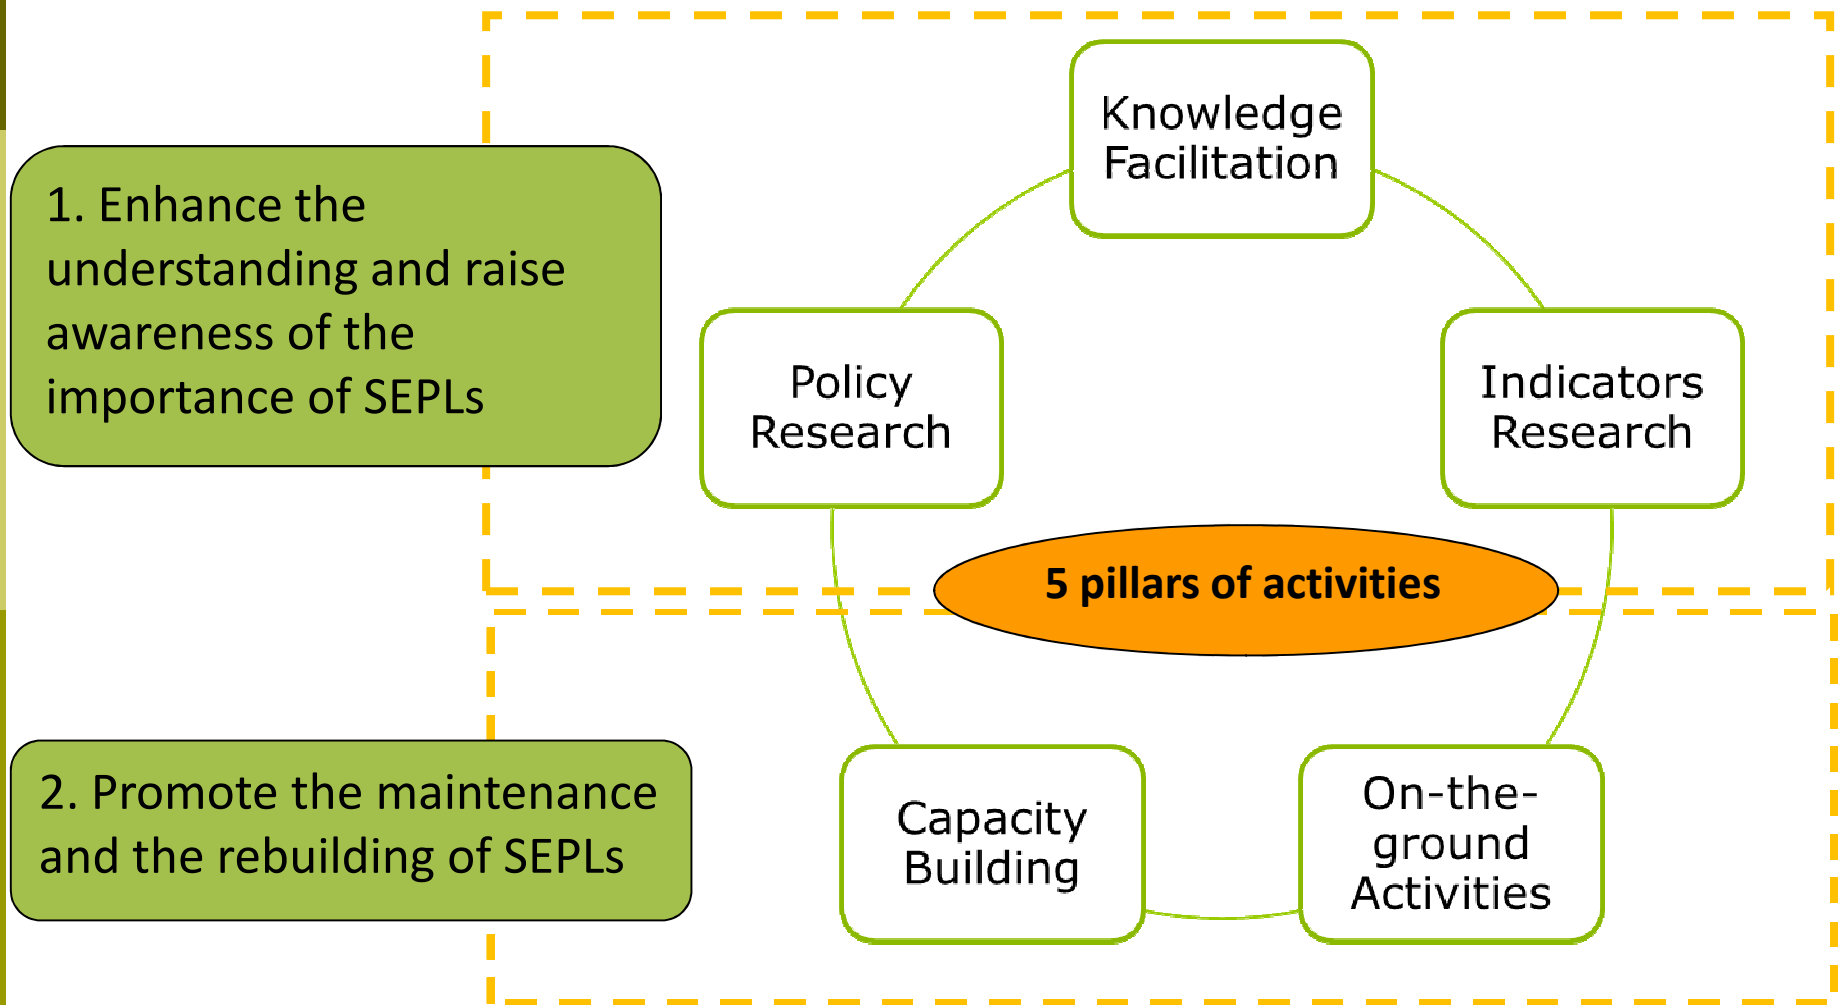 Knowledge
Facilitation
1. Enhance the
understanding and raise
awareness of the
importance of SEPLs
Policy
Research
Indicators
Research
5 pillars of activities
2. Promote the maintenance
and the rebuilding of SEPLs
Capacity
Building
On-the-
ground
Activities